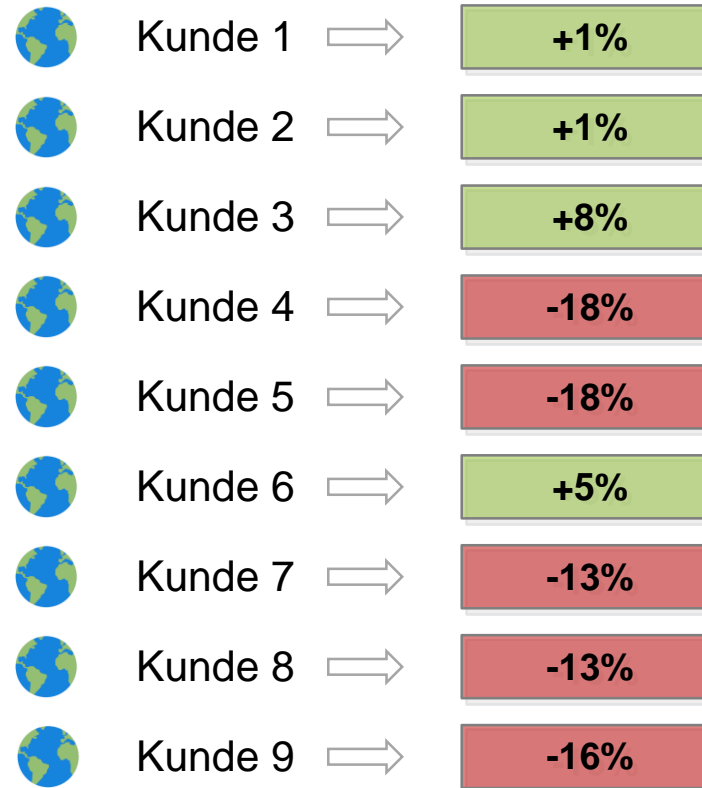 Kunde 1 +1%
Kunde 2 +1%
Kunde 3 +8%
Kunde 4 -18%
Kunde 5 -18%
Kunde 6 +5%
Kunde 7 -13%
Kunde 8 -13%
Kunde 9 -16%